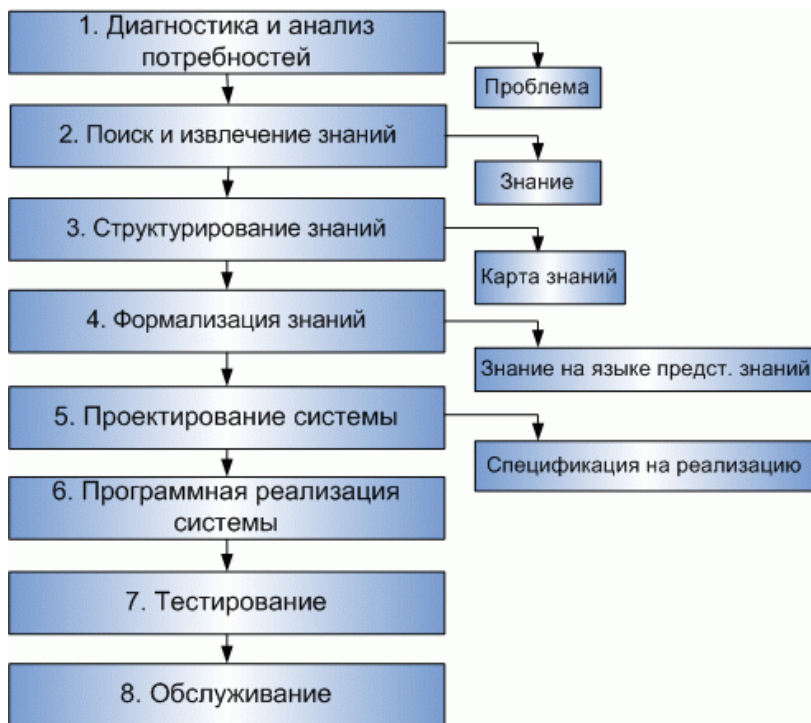 1. Диагностика и анализ
потребностей
Проблема
2. Поиск и извлечение знаний
Знание
3. Структурирование знаний
Карта знаний
4. Формализация знаний
Знание на языке предст. знаний
5. Проектирование системы
Спецификация на реализацию
6. Программная реализация
системы
7. Тестирование
8. Обслуживание